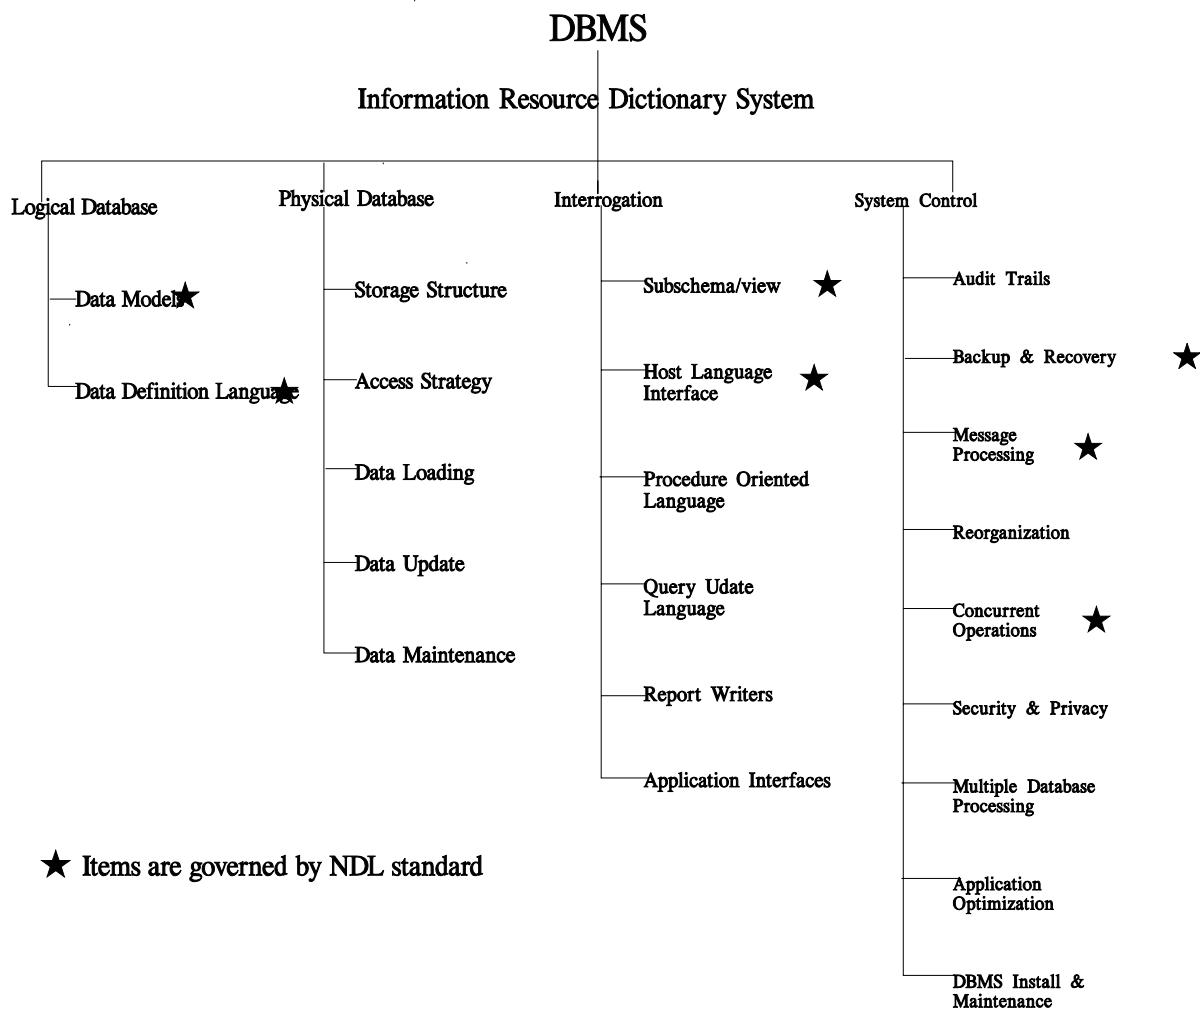 DBMS
Information Resource Dictionary System
Logical Database
Data Models
Data Definition Language
Physical Database
Storage Structure
Access Strategy
Data Loading
Data Update
Data Maintenance
Interrogation
Subschema/view
Host Language
Interface
Procedure Oriented
Language
Query Udate
Language
Report Writers
Application Interfaces
System Control
Audit Trails
Backup & Recovery
Message
Processing
Reorganization
Concurrent
Operations
Security & Privacy
Multiple Database
Processing
Application
Optimization
DBMS Install &
Maintenance
★ Items are governed by NDL standard